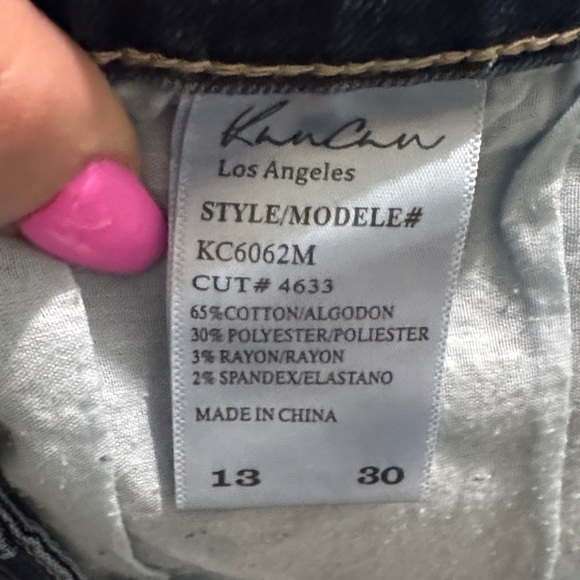 KanCan
Los Angeles
STYLE/MODELE#
KC6062M
CUT# 4633
65%COTTON/ALGODON
30% POLYESTER/POLIESTER
3% RAYON/RAYON
2% SPANDEX/ELASTANO
MADE IN CHINA
13 30